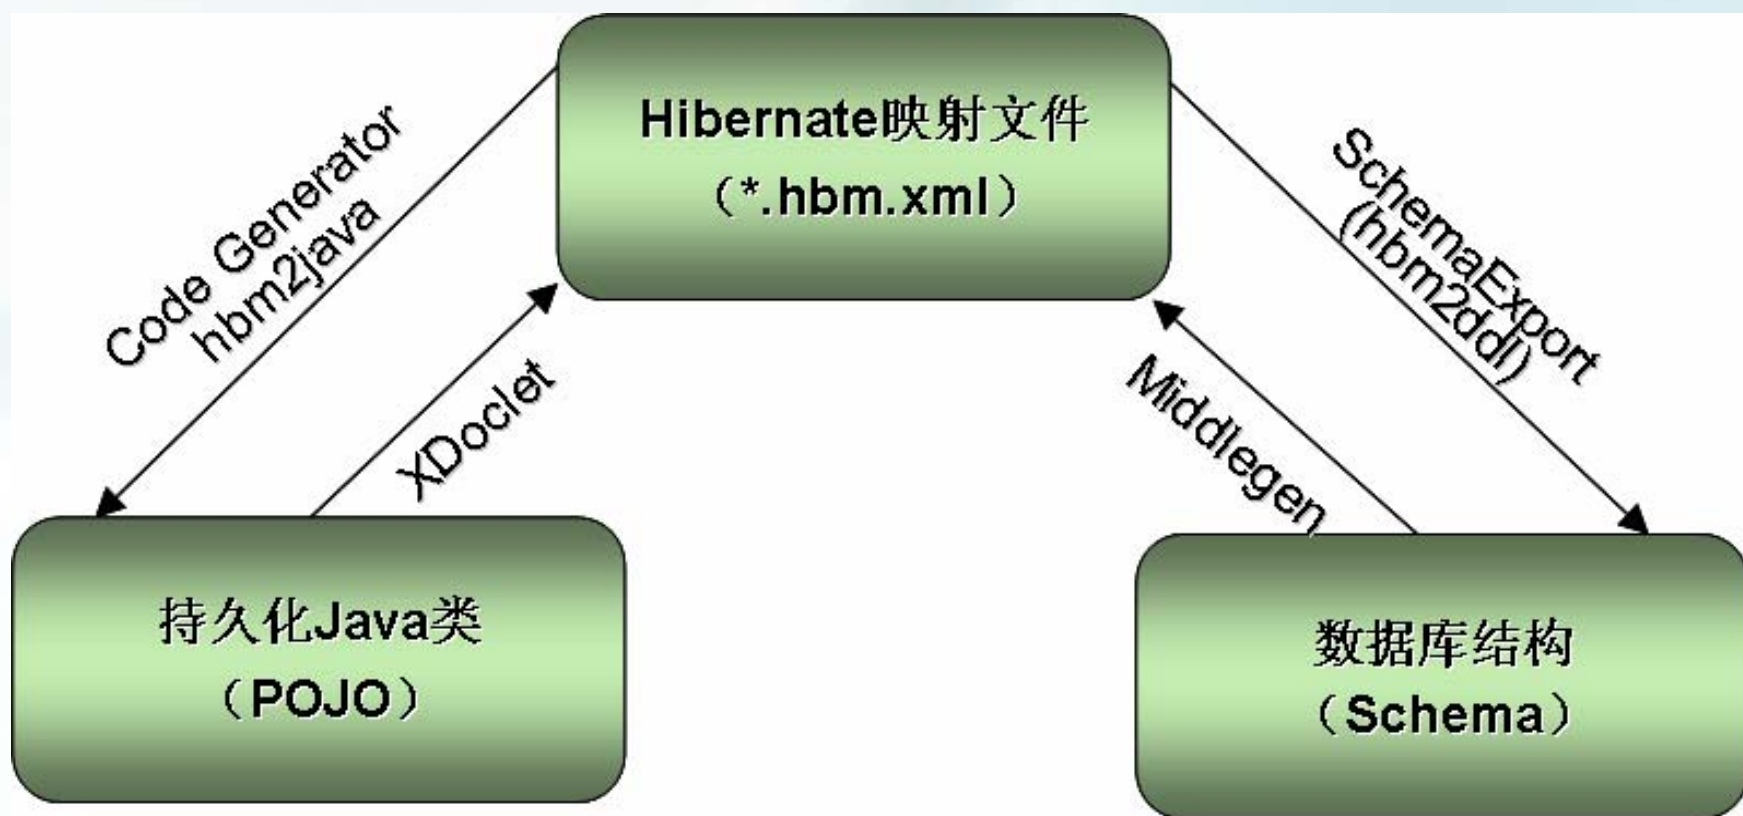 Hibernate映射文件
（*.hbm.xml）
Code Generator
hbm2java
XDoclet
SchemaExport
(hbm2ddl)
Middlegen
持久化Java类
（POJO）
数据库结构
（Schema）